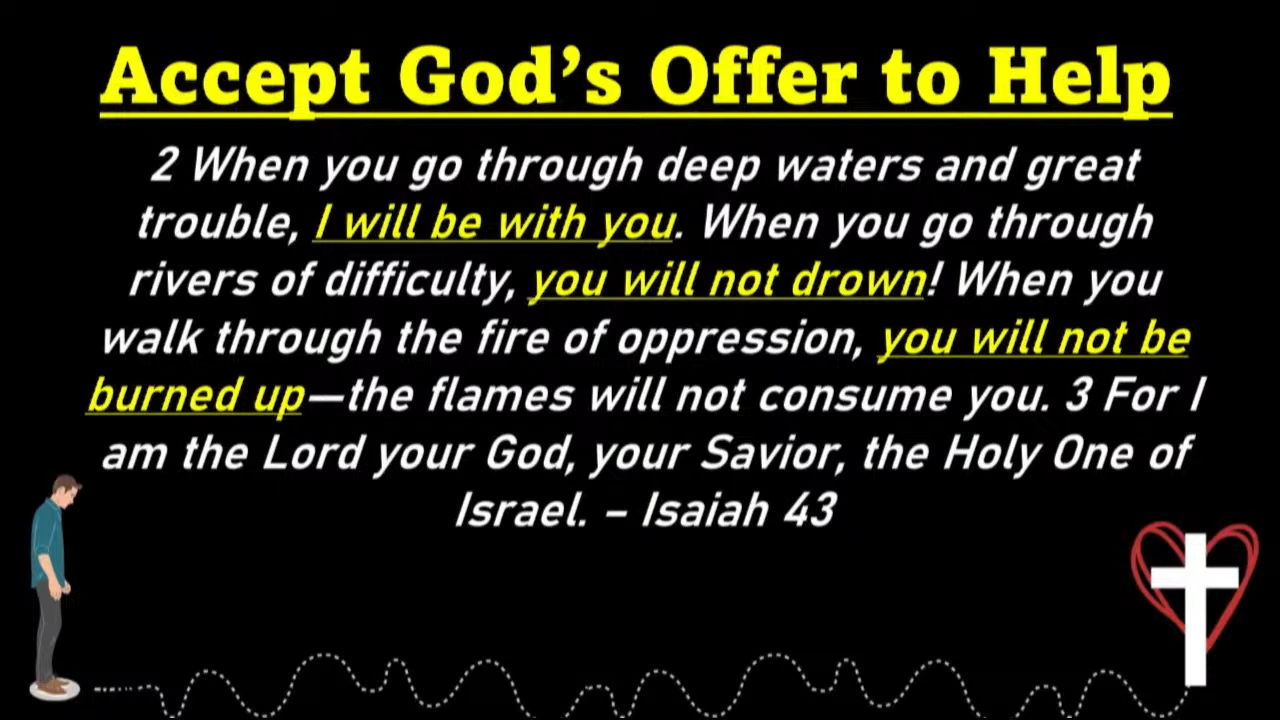 Accept God’s Offer to Help
2 When you go through deep waters and great
trouble, I will be with you. When you go through
rivers of difficulty, you will not drown! When you
walk through the fire of oppression, you will not be
burned up—the flames will not consume you. 3 For I
am the Lord your God, your Savior, the Holy One of
Israel. – Isaiah 43